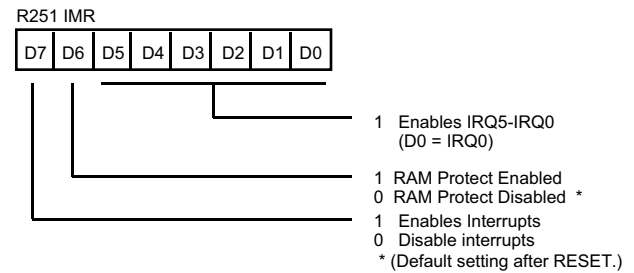 R251 IMR
D7 D6 D5 D4 D3 D2 D1 D0
1 Enables IRQ5-IRQ0
(D0 = IRQ0)
1 RAM Protect Enabled
0 RAM Protect Disabled *
1 Enables Interrupts
0 Disable interrupts
* (Default setting after RESET.)